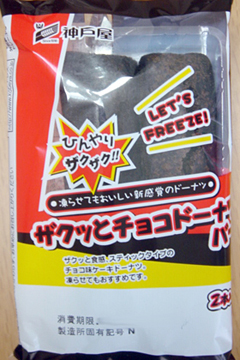 神戸屋
LET'S
FREEZE!
ひんやり
ザクザク!!
凍らせてもおいしい新感覚のドーナツ
ザクッとチョコドーナ
2本
ザクッと食感、スティックタイプの
チョコ味ケーキドーナツ。
凍らせてもおすすめです。
消費期限
製造所固有記号 N